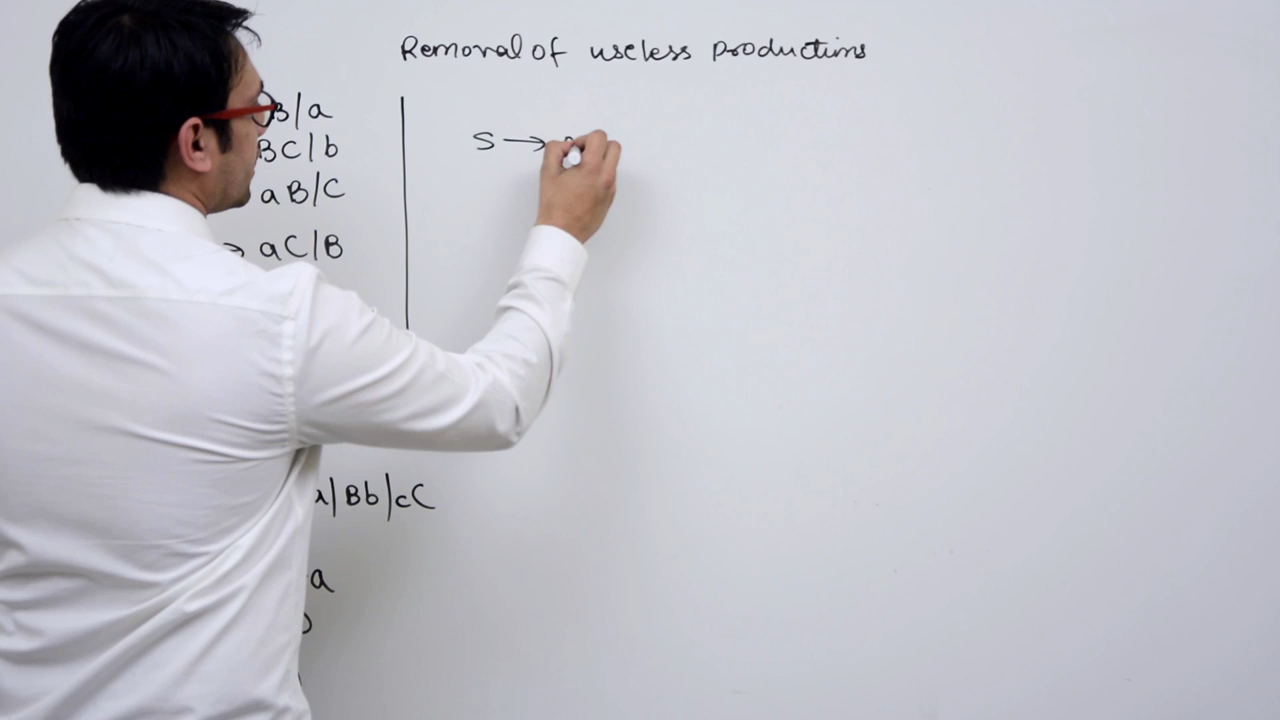 Removal of useless productions
B/a
BC/b
aB/C
→ aC/B
S →
/Bb/cC
a